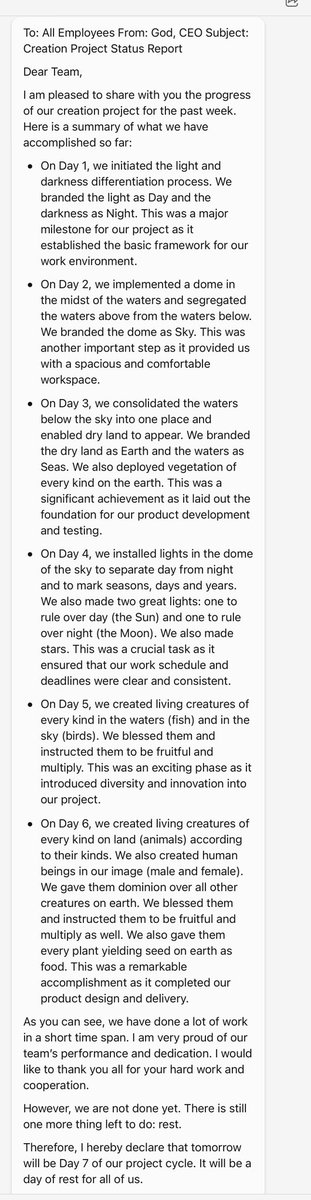 To: All Employees From: God, CEO Subject:
Creation Project Status Report
Dear Team,
I am pleased to share with you the progress
of our creation project for the past week.
Here is a summary of what we have
accomplished so far:
• On Day 1, we initiated the light and
darkness differentiation process. We
branded the light as Day and the
darkness as Night. This was a major
milestone for our project as it
established the basic framework for our
work environment.
• On Day 2, we implemented a dome in
the midst of the waters and segregated
the waters above from the waters below.
We branded the dome as Sky. This was
another important step as it provided us
with a spacious and comfortable
workspace.
• On Day 3, we consolidated the waters
below the sky into one place and
enabled dry land to appear. We branded
the dry land as Earth and the waters as
Seas. We also deployed vegetation of
every kind on the earth. This was a
significant achievement as it laid out the
foundation for our product development
and testing.
• On Day 4, we installed lights in the dome
of the sky to separate day from night
and to mark seasons, days and years.
We also made two great lights: one to
rule over day (the Sun) and one to rule
over night (the Moon). We also made
stars. This was a crucial task as it
ensured that our work schedule and
deadlines were clear and consistent.
• On Day 5, we created living creatures of
every kind in the waters (fish) and in the
sky (birds). We blessed them and
instructed them to be fruitful and
multiply. This was an exciting phase as it
introduced diversity and innovation into
our project.
• On Day 6, we created living creatures of
every kind on land (animals) according
to their kinds. We also created human
beings in our image (male and female).
We gave them dominion over all other
creatures on earth. We blessed them
and instructed them to be fruitful and
multiply as well. We also gave them
every plant yielding seed on earth as
food. This was a remarkable
accomplishment as it completed our
product design and delivery.
As you can see, we have done a lot of work
in a short time span. I am very proud of our
team's performance and dedication. I would
like to thank you all for your hard work and
cooperation.
However, we are not done yet. There is still
one more thing left to do: rest.
Therefore, I hereby declare that tomorrow
will be Day 7 of our project cycle. It will be a
day of rest for all of us.